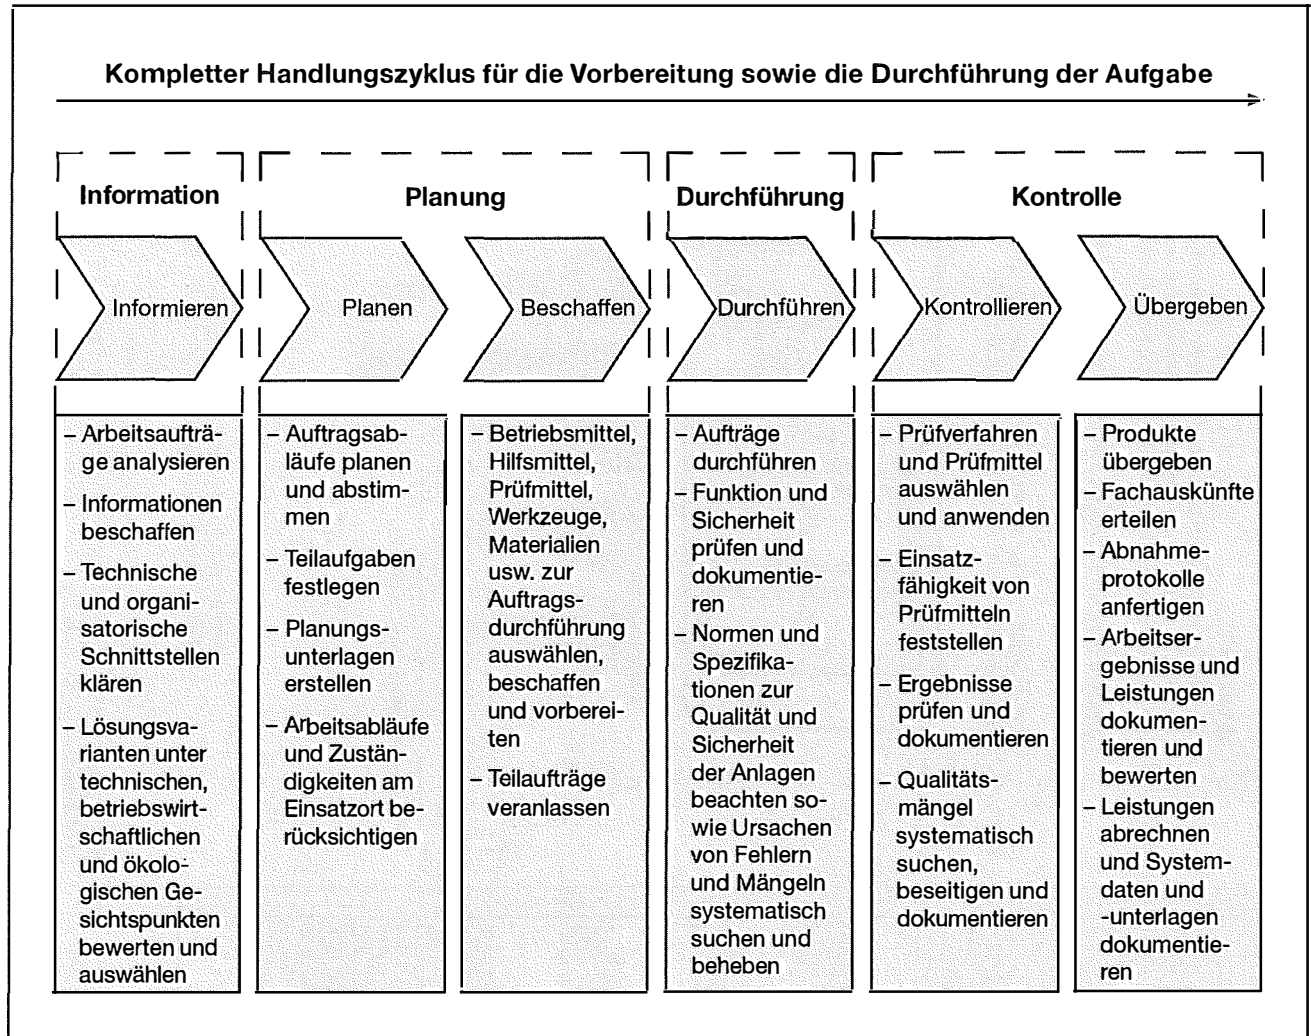 Kompletter Handlungszyklus für die Vorbereitung sowie die Durchführung der Aufgabe
Information
Planung
Durchführung
Kontrolle
Informieren
Planen
Beschaffen
Durchführen
Kontrollieren
Übergeben
– Arbeitsaufträ-
ge analysieren
– Informationen
beschaffen
– Technische
und organi-
satorische
Schnittstellen
klären
– Lösungsva-
rianten unter
technischen,
betriebswirt-
schaftlichen
und ökolo-
gischen Ge-
sichtspunkten
bewerten und
auswählen
– Auftragsab-
läufe planen
und abstim-
men
– Teilaufgaben
festlegen
– Planungs-
unterlagen
erstellen
– Arbeitsabläufe
und Zustän-
digkeiten am
Einsatzort be-
rücksichtigen
– Betriebsmittel,
Hilfsmittel,
Prüfmittel,
Werkzeuge,
Materialien
usw. zur
Auftrags-
durchführung
auswählen,
beschaffen
und vorberei-
ten
– Teilaufträge
veranlassen
– Aufträge
durchführen
– Funktion und
Sicherheit
prüfen und
dokumentie-
ren
– Normen und
Spezifika-
tionen zur
Qualität und
Sicherheit
der Anlagen
beachten so-
wie Ursachen
von Fehlern
und Mängeln
systematisch
suchen und
beheben
– Prüfverfahren
und Prüfmittel
auswählen
und anwenden
– Einsatz-
fähigkeit von
Prüfmitteln
feststellen
– Ergebnisse
prüfen und
dokumentieren
– Qualitäts-
mängel
systematisch
suchen,
beseitigen und
dokumentieren
– Produkte
übergeben
– Fachauskünfte
erteilen
– Abnahme-
protokolle
anfertigen
– Arbeitser-
gebnisse und
Leistungen
dokumen-
tieren und
bewerten
– Leistungen
abrechnen
und System-
daten und
-unterlagen
dokumentie-
ren